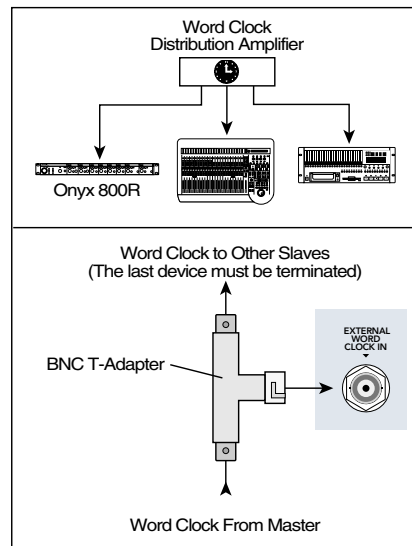 Word Clock
Distribution Amplifier
Onyx 800R
Word Clock to Other Slaves
(The last device must be terminated)
BNC T-Adapter
EXTERNAL
WORD
CLOCK IN
Word Clock From Master